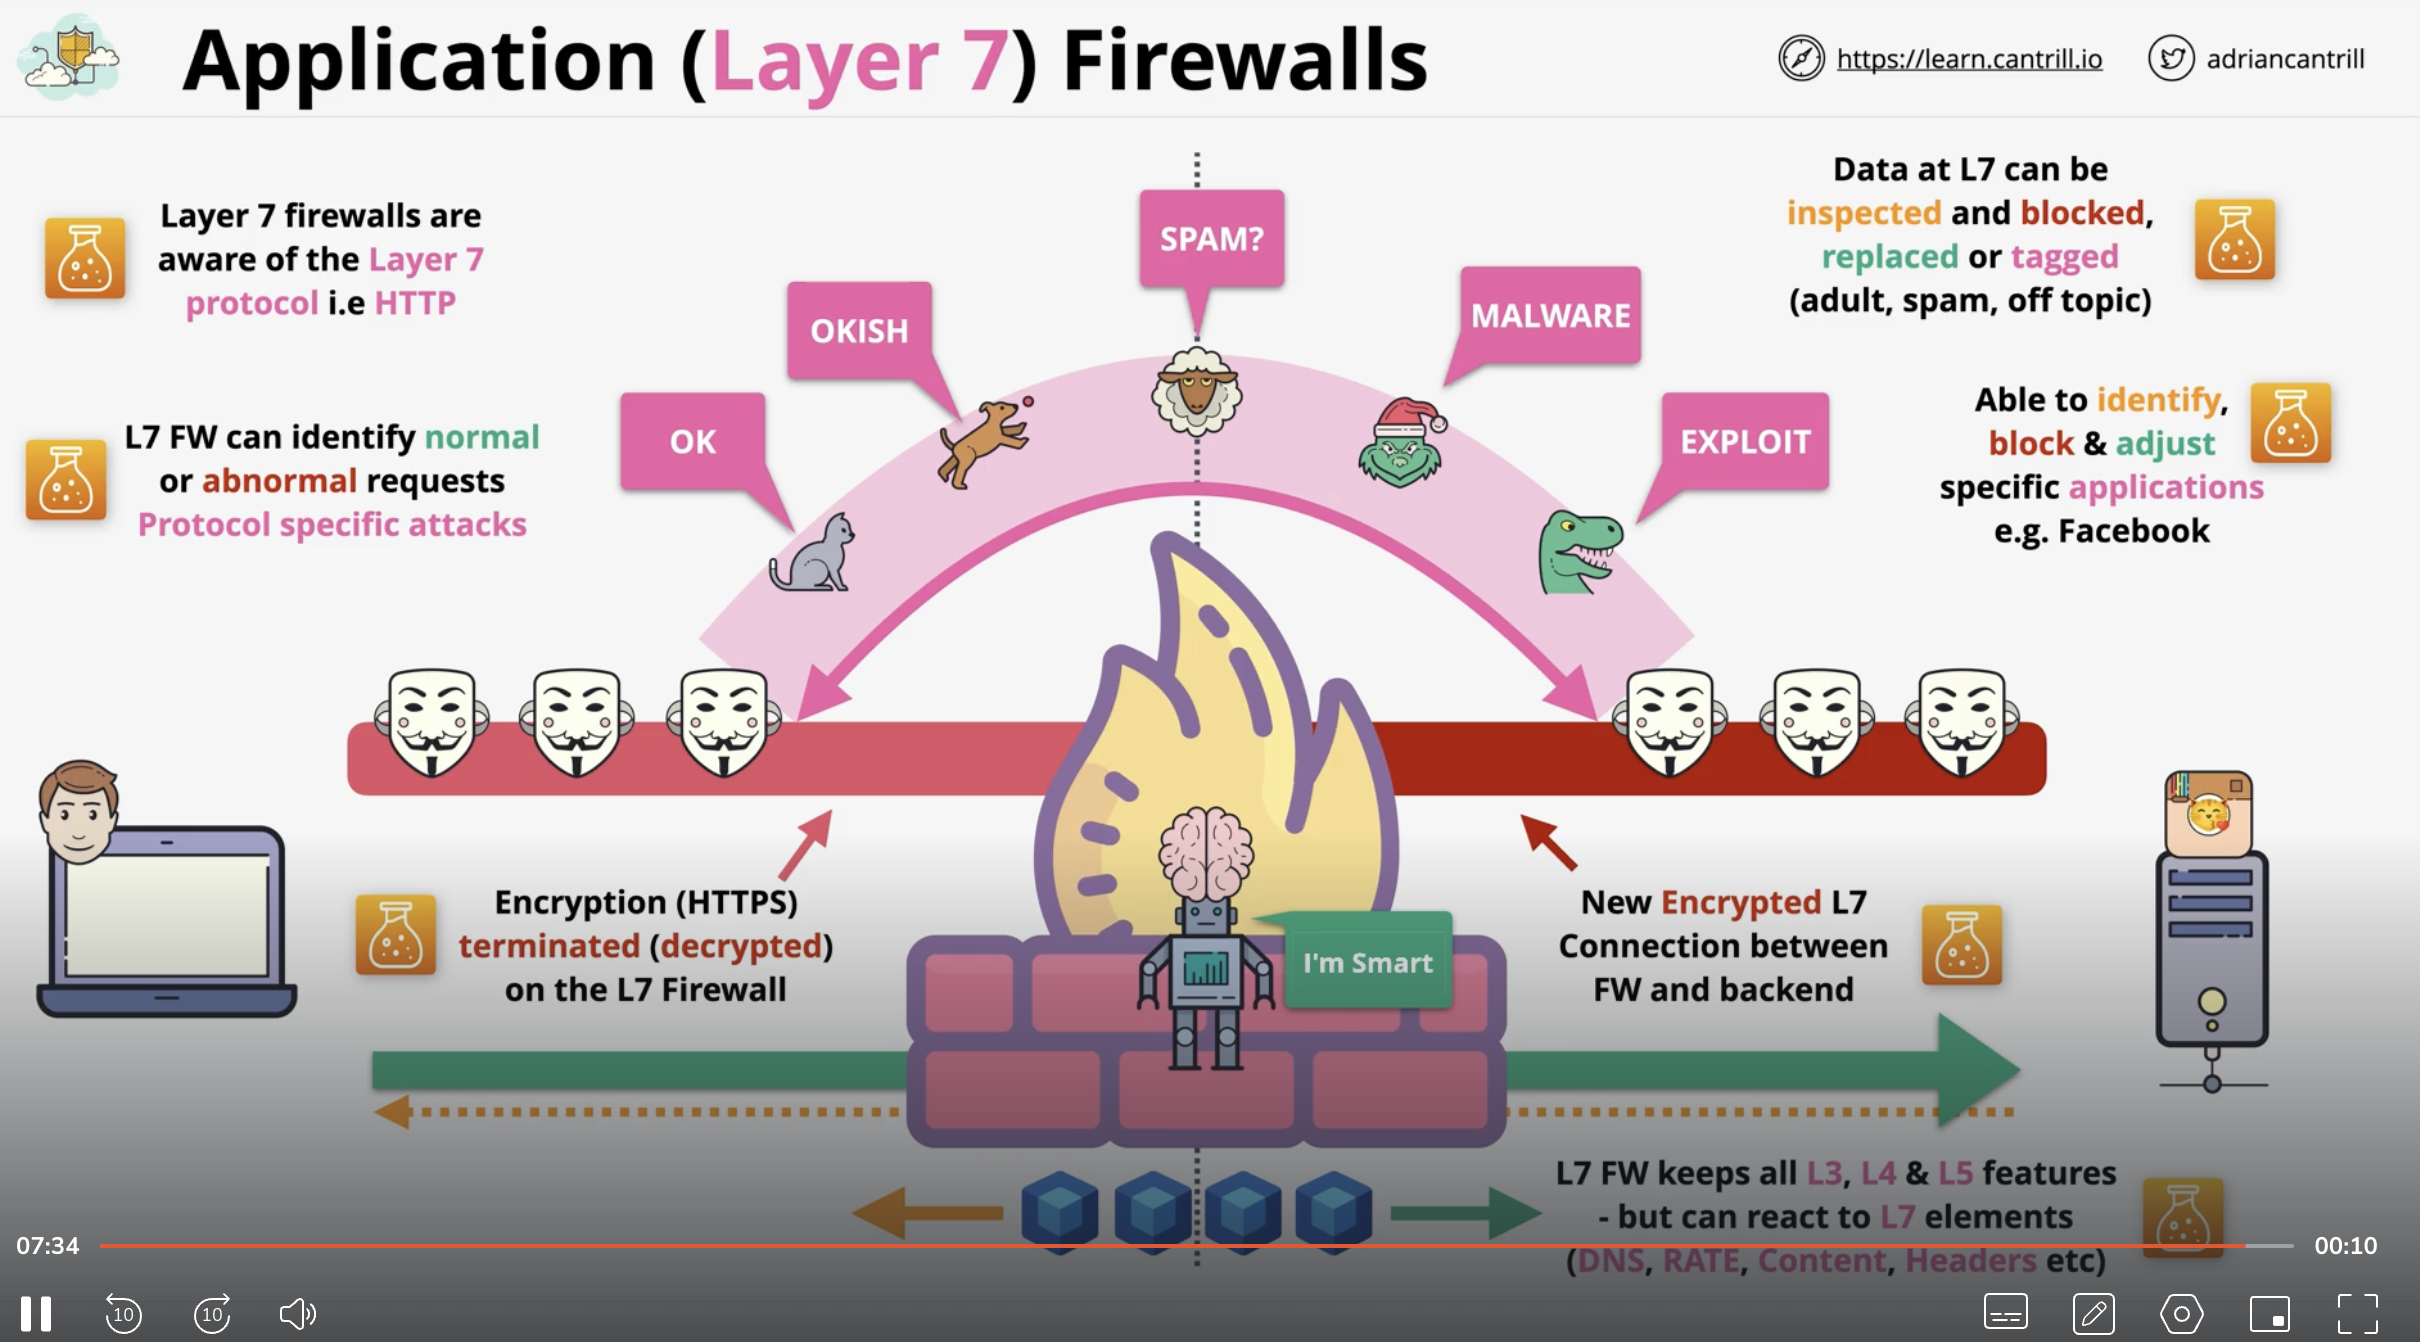 Application (Layer 7) Firewalls
https://learn.cantrill.io
adriancantrill
Layer 7 firewalls are
aware of the Layer 7
protocol i.e HTTP
L7 FW can identify normal
or abnormal requests
Protocol specific attacks
OK
OKISH
SPAM?
MALWARE
EXPLOIT
Data at L7 can be
inspected and blocked,
replaced or tagged
(adult, spam, off topic)
Able to identify,
block & adjust
specific applications
e.g. Facebook
Encryption (HTTPS)
terminated (decrypted)
on the L7 Firewall
I'm Smart
New Encrypted L7
Connection between
FW and backend
L7 FW keeps all L3, L4 & L5 features
- but can react to L7 elements
(DNS, RATE, Content, Headers etc)
07:34
00:10
10
10